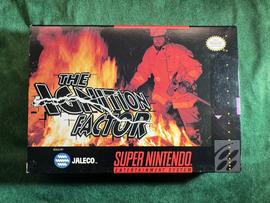 THE
IGNITION
FACTOR
JALECO.
SUPER NINTENDO
ENTERTAINMENT SYSTEM